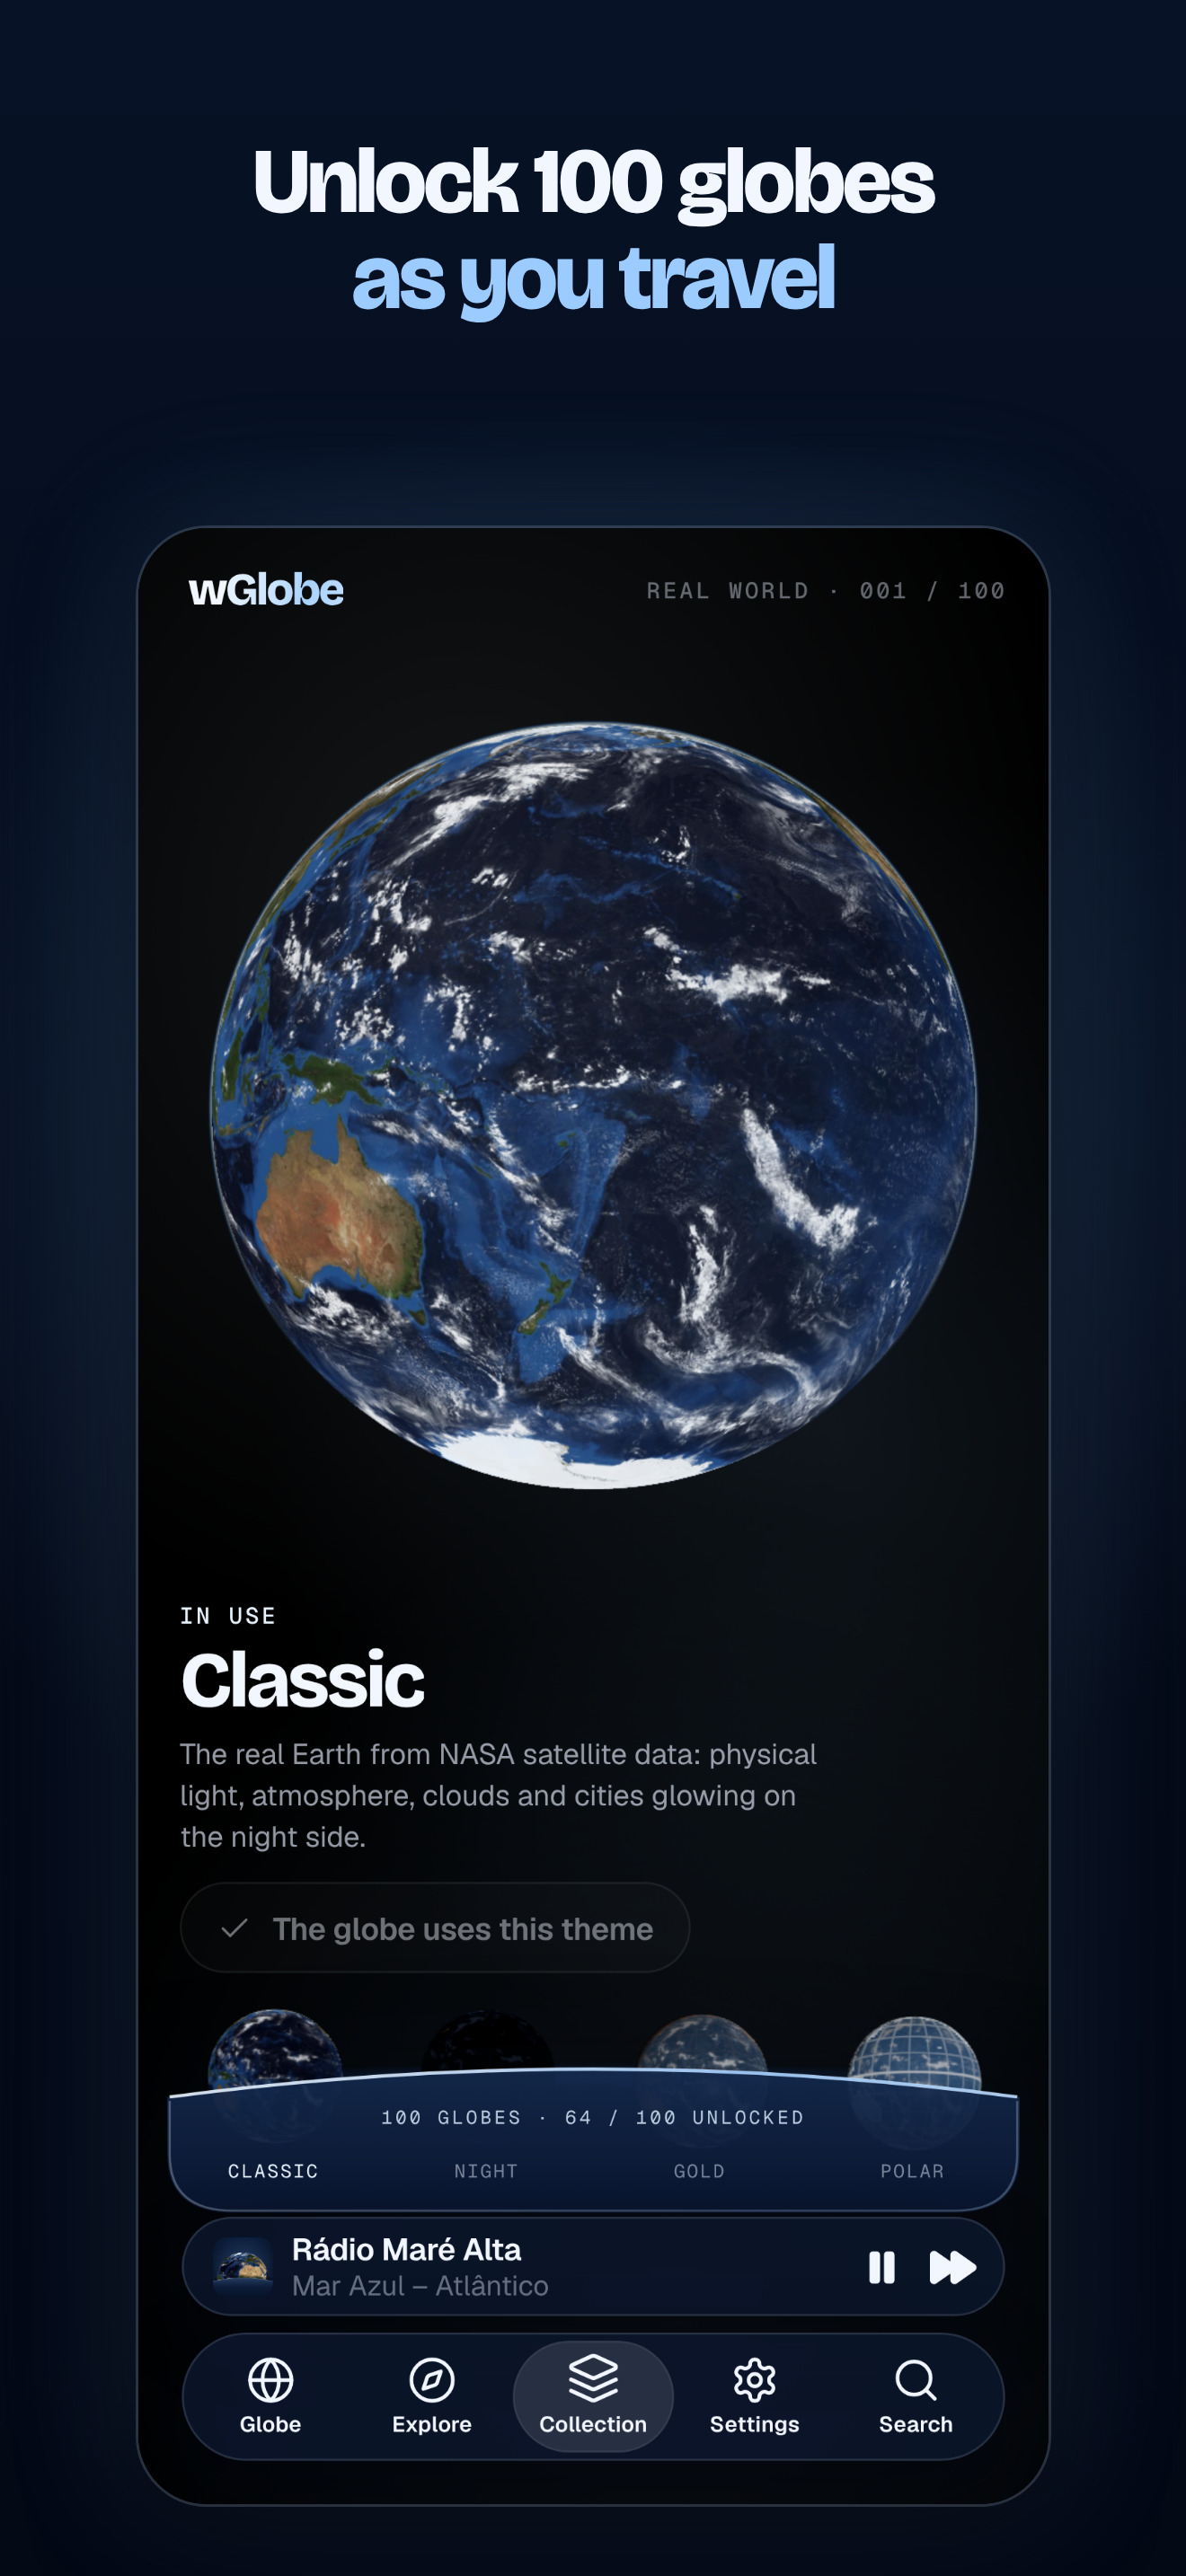 Unlock 100 globes
as you travel
wGlobe
REAL WORLD · 001 / 100
IN USE
Classic
The real Earth from NASA satellite data: physical
light, atmosphere, clouds and cities glowing on
the night side.
The globe uses this theme
100 GLOBES · 64 / 100 UNLOCKED
CLASSIC NIGHT GOLD POLAR
Rádio Maré Alta
Mar Azul – Atlântico
Globe Explore Collection Settings Search